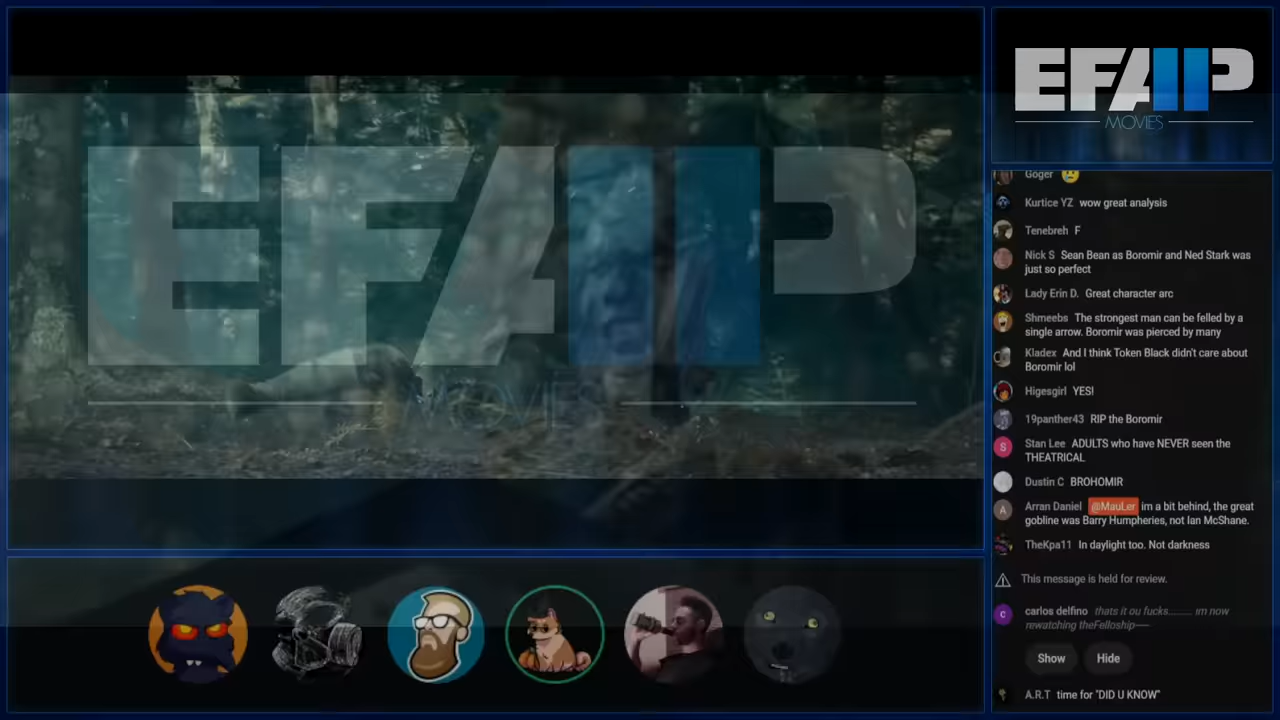 EFAP
MOVIES
EFAP
MOVIES
Goger 😢
Kurtice YZ wow great analysis
Tenebreh F
Nick S Sean Bean as Boromir and Ned Stark was
just so perfect
Lady Erin D. Great character arc
Shmeebs The strongest man can be felled by a
single arrow. Boromir was pierced by many
Kladex And I think Token Black didn't care about
Boromir lol
Higesgirl YES!
19panther43 RIP the Boromir
S
Stan Lee ADULTS who have NEVER seen the
THEATRICAL
Dustin C BROHOMIR
A
Arran Daniel @MauLer im a bit behind, the great
gobline was Barry Humpheries, not Ian McShane.
TheKpa11 In daylight too. Not darkness
This message is held for review.
c
carlos delfino thats it ou fucks......... im now
rewatching theFelloship----
Show Hide
A.R.T time for "DID U KNOW"